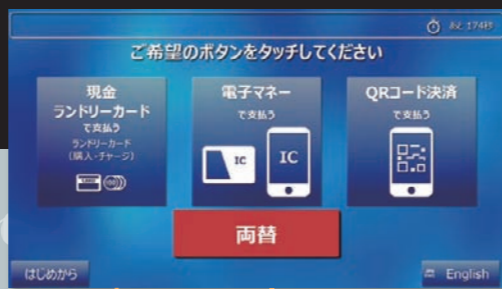 あと 174秒
ご希望のボタンをタッチしてください
現金
ランドリーカード
で支払う
ランドリーカード
(購入・チャージ)
電子マネー
で支払う
IC
IC
QRコード決済
で支払う
両替
はじめから
English